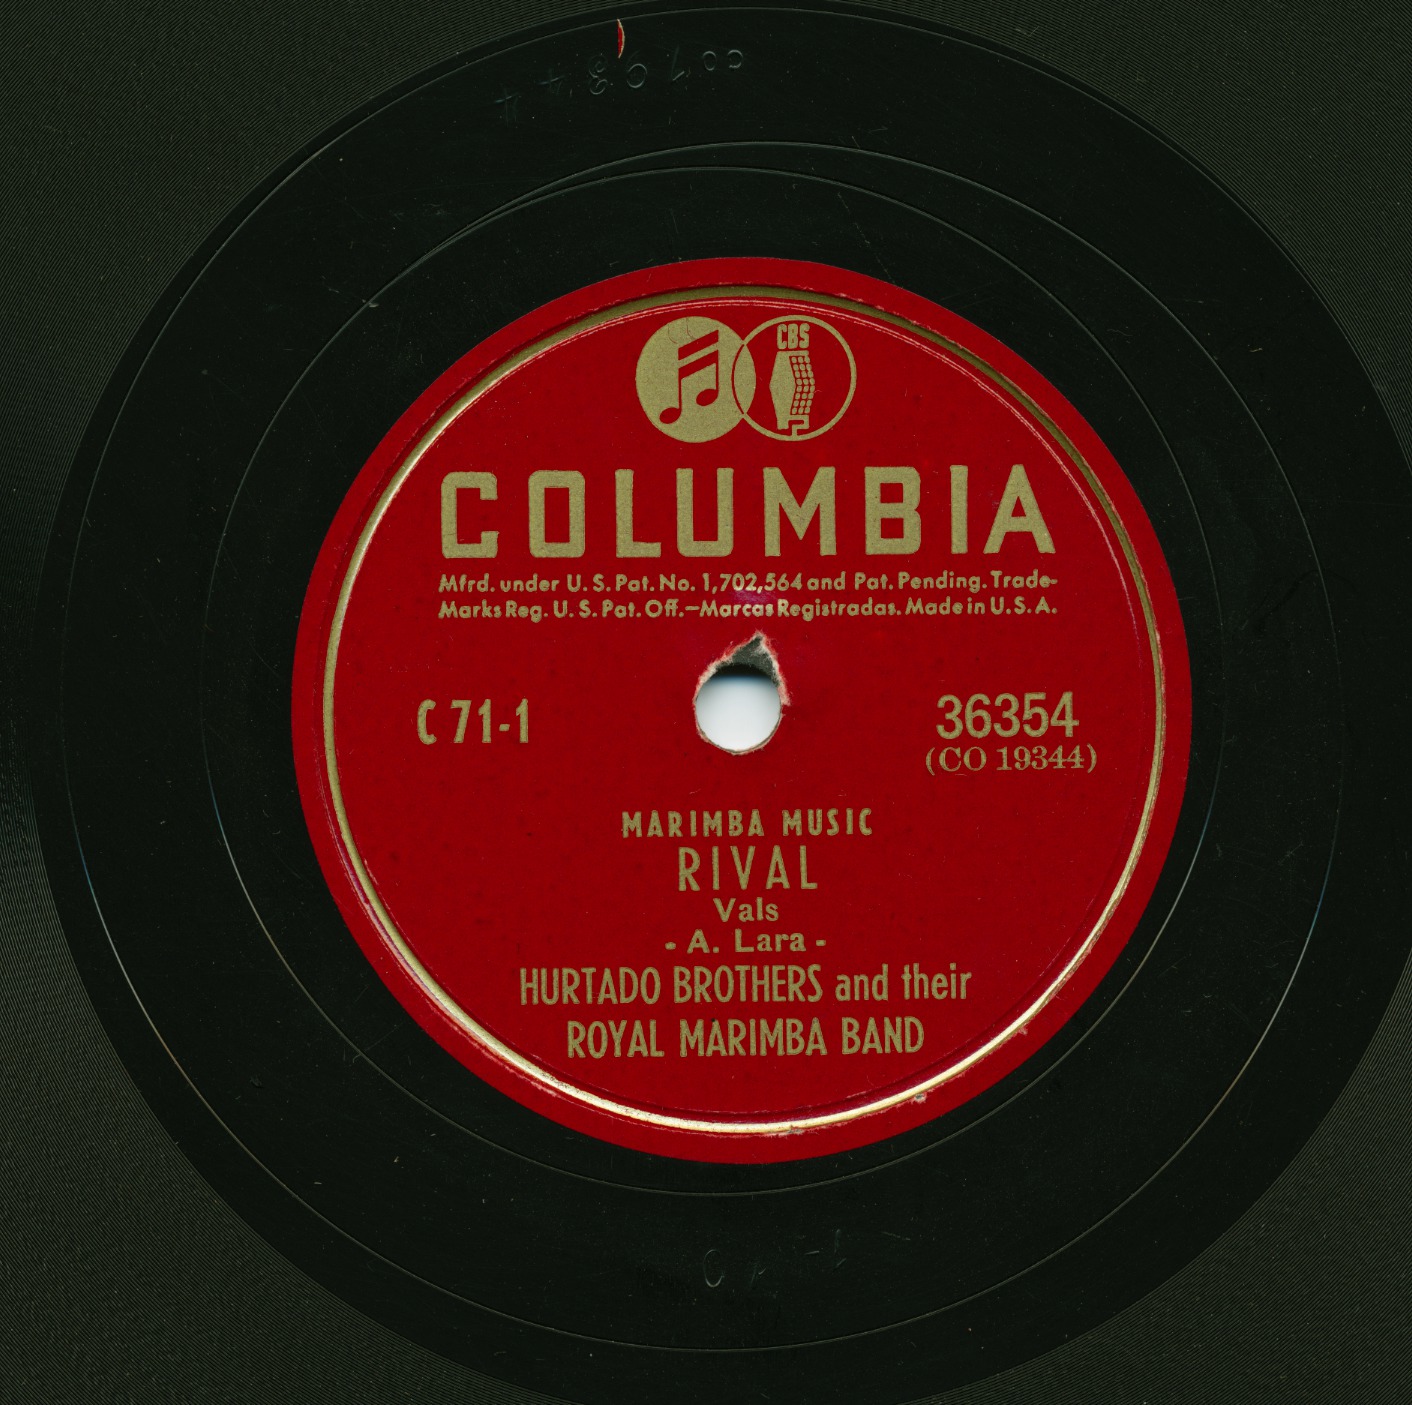 CBS
COLUMBIA
Mfrd. under U. S. Pat. No. 1,702,564 and Pat. Pending. Trade-
Marks Reg. U. S. Pat. Off.—Marcas Registradas. Made in U. S. A.
C 71-1
36354
(CO 19344)
MARIMBA MUSIC
RIVAL
Vals
- A. Lara -
HURTADO BROTHERS and their
ROYAL MARIMBA BAND